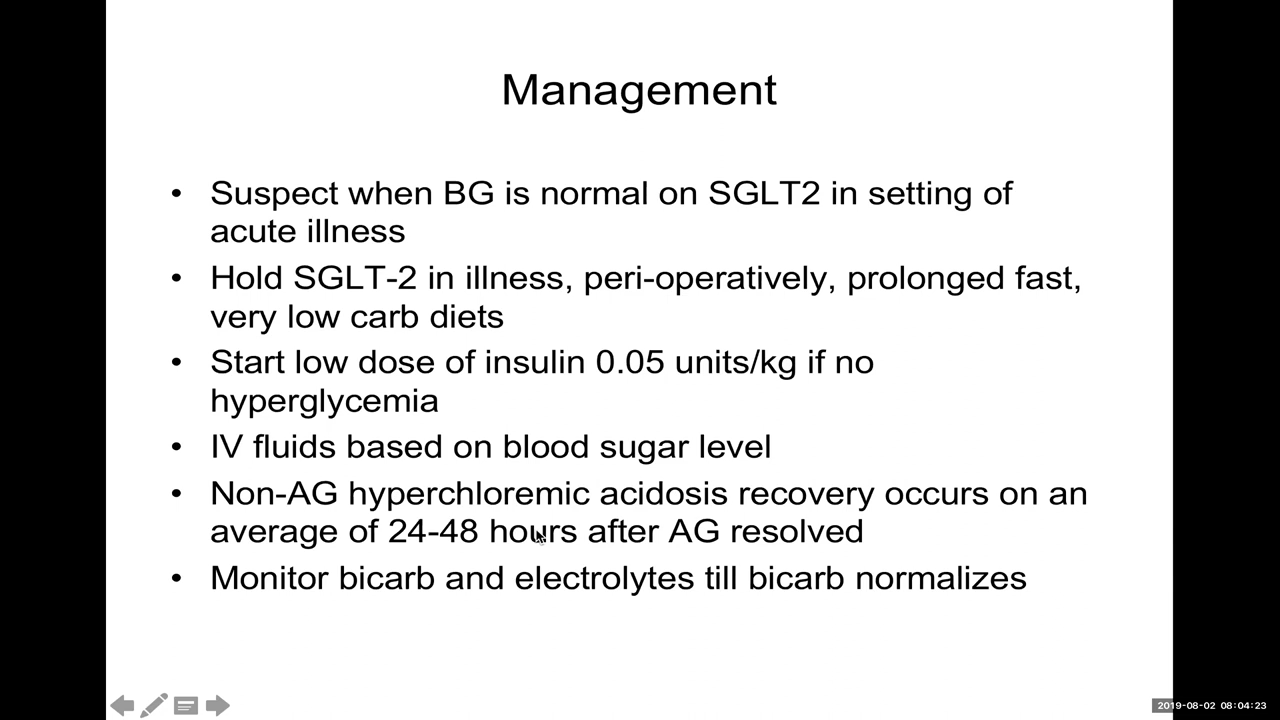 Management
• Suspect when BG is normal on SGLT2 in setting of
acute illness
• Hold SGLT-2 in illness, peri-operatively, prolonged fast,
very low carb diets
• Start low dose of insulin 0.05 units/kg if no
hyperglycemia
• IV fluids based on blood sugar level
• Non-AG hyperchloremic acidosis recovery occurs on an
average of 24-48 hours after AG resolved
• Monitor bicarb and electrolytes till bicarb normalizes
2019-08-02 08:04:23